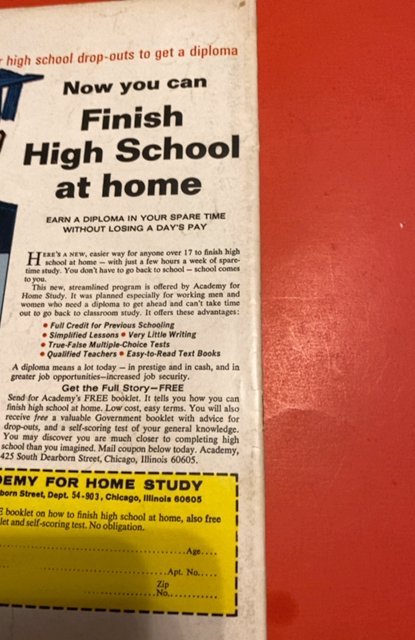 high school drop-outs to get a diploma
Now you can
Finish
High School
at home
EARN A DIPLOMA IN YOUR SPARE TIME
WITHOUT LOSING A DAY'S PAY
HERE'S A NEW, easier way for anyone over 17 to finish high
school at home — with just a few hours a week of spare-
time study. You don't have to go back to school — school comes
to you.
This new, streamlined program is offered by Academy for
Home Study. It was planned especially for working men and
women who need a diploma to get ahead and can't take time
out to go back to classroom study. It offers these advantages:
• Full Credit for Previous Schooling
• Simplified Lessons • Very Little Writing
• True-False Multiple-Choice Tests
• Qualified Teachers • Easy-to-Read Text Books
A diploma means a lot today — in prestige and in cash, and in
greater job opportunities—increased job security.
Get the Full Story—FREE
Send for Academy's FREE booklet. It tells you how you can
finish high school at home. Low cost, easy terms. You will also
receive free a valuable Government booklet with advice for
drop-outs, and a self-scoring test of your general knowledge.
You may discover you are much closer to completing high
school than you imagined. Mail coupon below today. Academy,
425 South Dearborn Street, Chicago, Illinois 60605.
DEMY FOR HOME STUDY
born Street, Dept. 54-903, Chicago, Illinois 60605
E booklet on how to finish high school at home, also free
let and self-scoring test. No obligation.
Age....
Apt. No.....
Zip
No.....